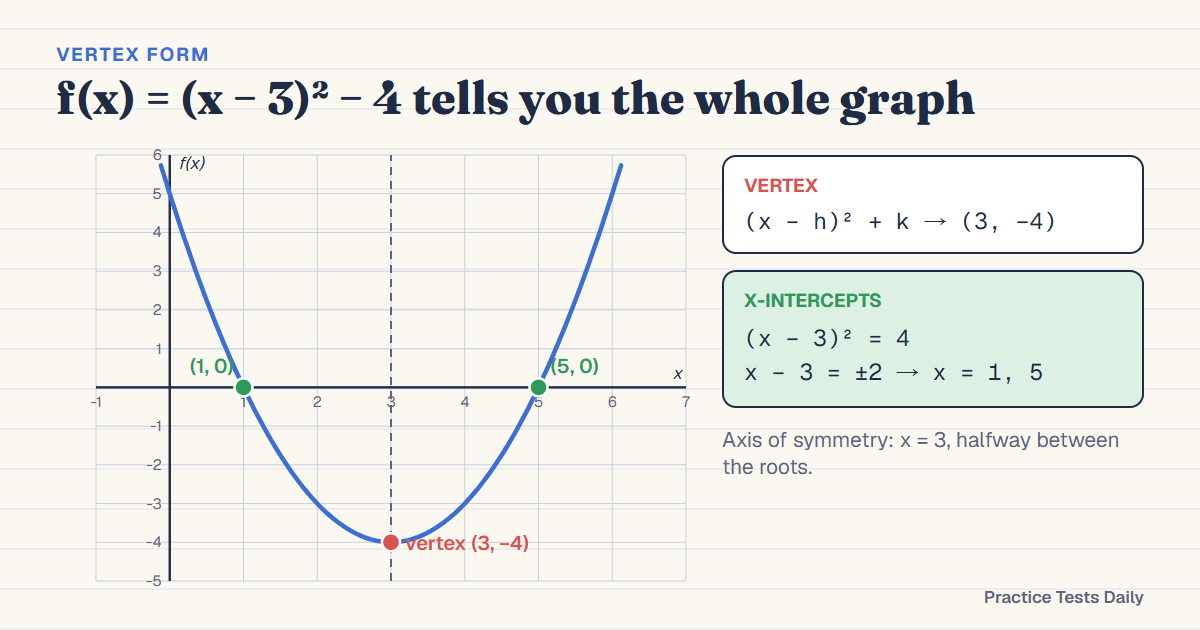 VERTEX FORM
f(x) = (x − 3)² − 4 tells you the whole graph
f(x)
6
5
4
3
2
1
-1
-2
-3
-4
-5
-1
1
2
3
4
5
6
7
x
(1, 0)
(5, 0)
vertex (3, −4)
VERTEX
(x − h)² + k → (3, −4)
X-INTERCEPTS
(x − 3)² = 4
x − 3 = ±2 → x = 1, 5
Axis of symmetry: x = 3, halfway between
the roots.
Practice Tests Daily